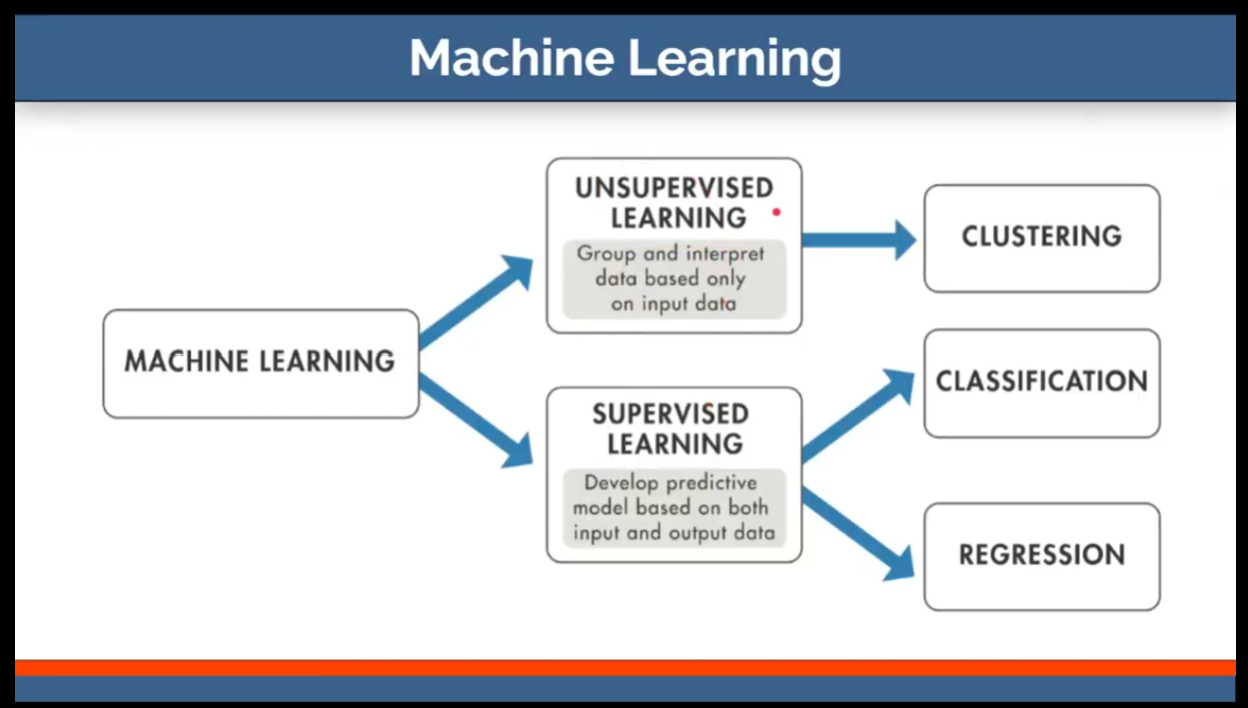 Machine Learning
MACHINE LEARNING
UNSUPERVISED
LEARNING
Group and interpret
data based only
on input data
CLUSTERING
SUPERVISED
LEARNING
Develop predictive
model based on both
input and output data
CLASSIFICATION
REGRESSION